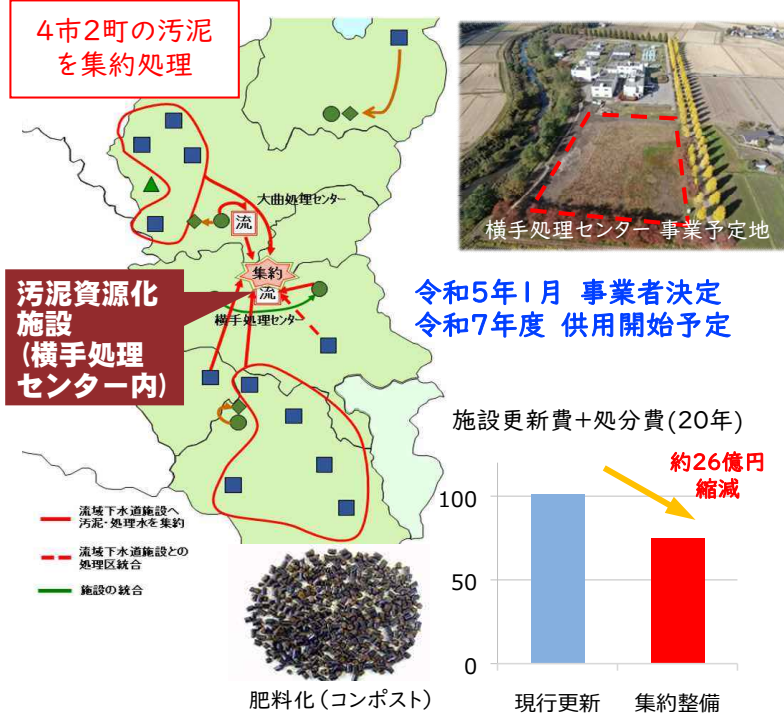 4市2町の汚泥
を集約処理
大曲処理センター
流
集約
流
横手処理センター
汚泥資源化
施設
(横手処理
センター内)
横手処理センター 事業予定地
令和5年1月 事業者決定
令和7年度 供用開始予定
施設更新費+処分費(20年)
約26億円
縮減
100
50
0
現行更新 集約整備
流域下水道施設へ
汚泥・処理水を集約
流域下水道施設との
処理区統合
施設の統合
肥料化(コンポスト)